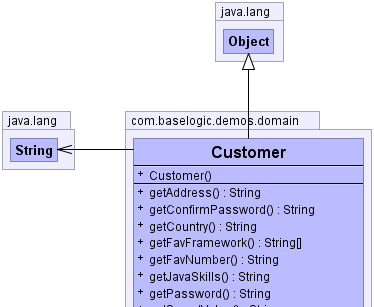 java.lang
Object
java.lang
String
com.baselogic.demos.domain
Customer
+ Customer()
+ getAddress() : String
+ getConfirmPassword() : String
+ getCountry() : String
+ getFavFramework() : String[]
+ getFavNumber() : String
+ getJavaSkills() : String
+ getPassword() : String